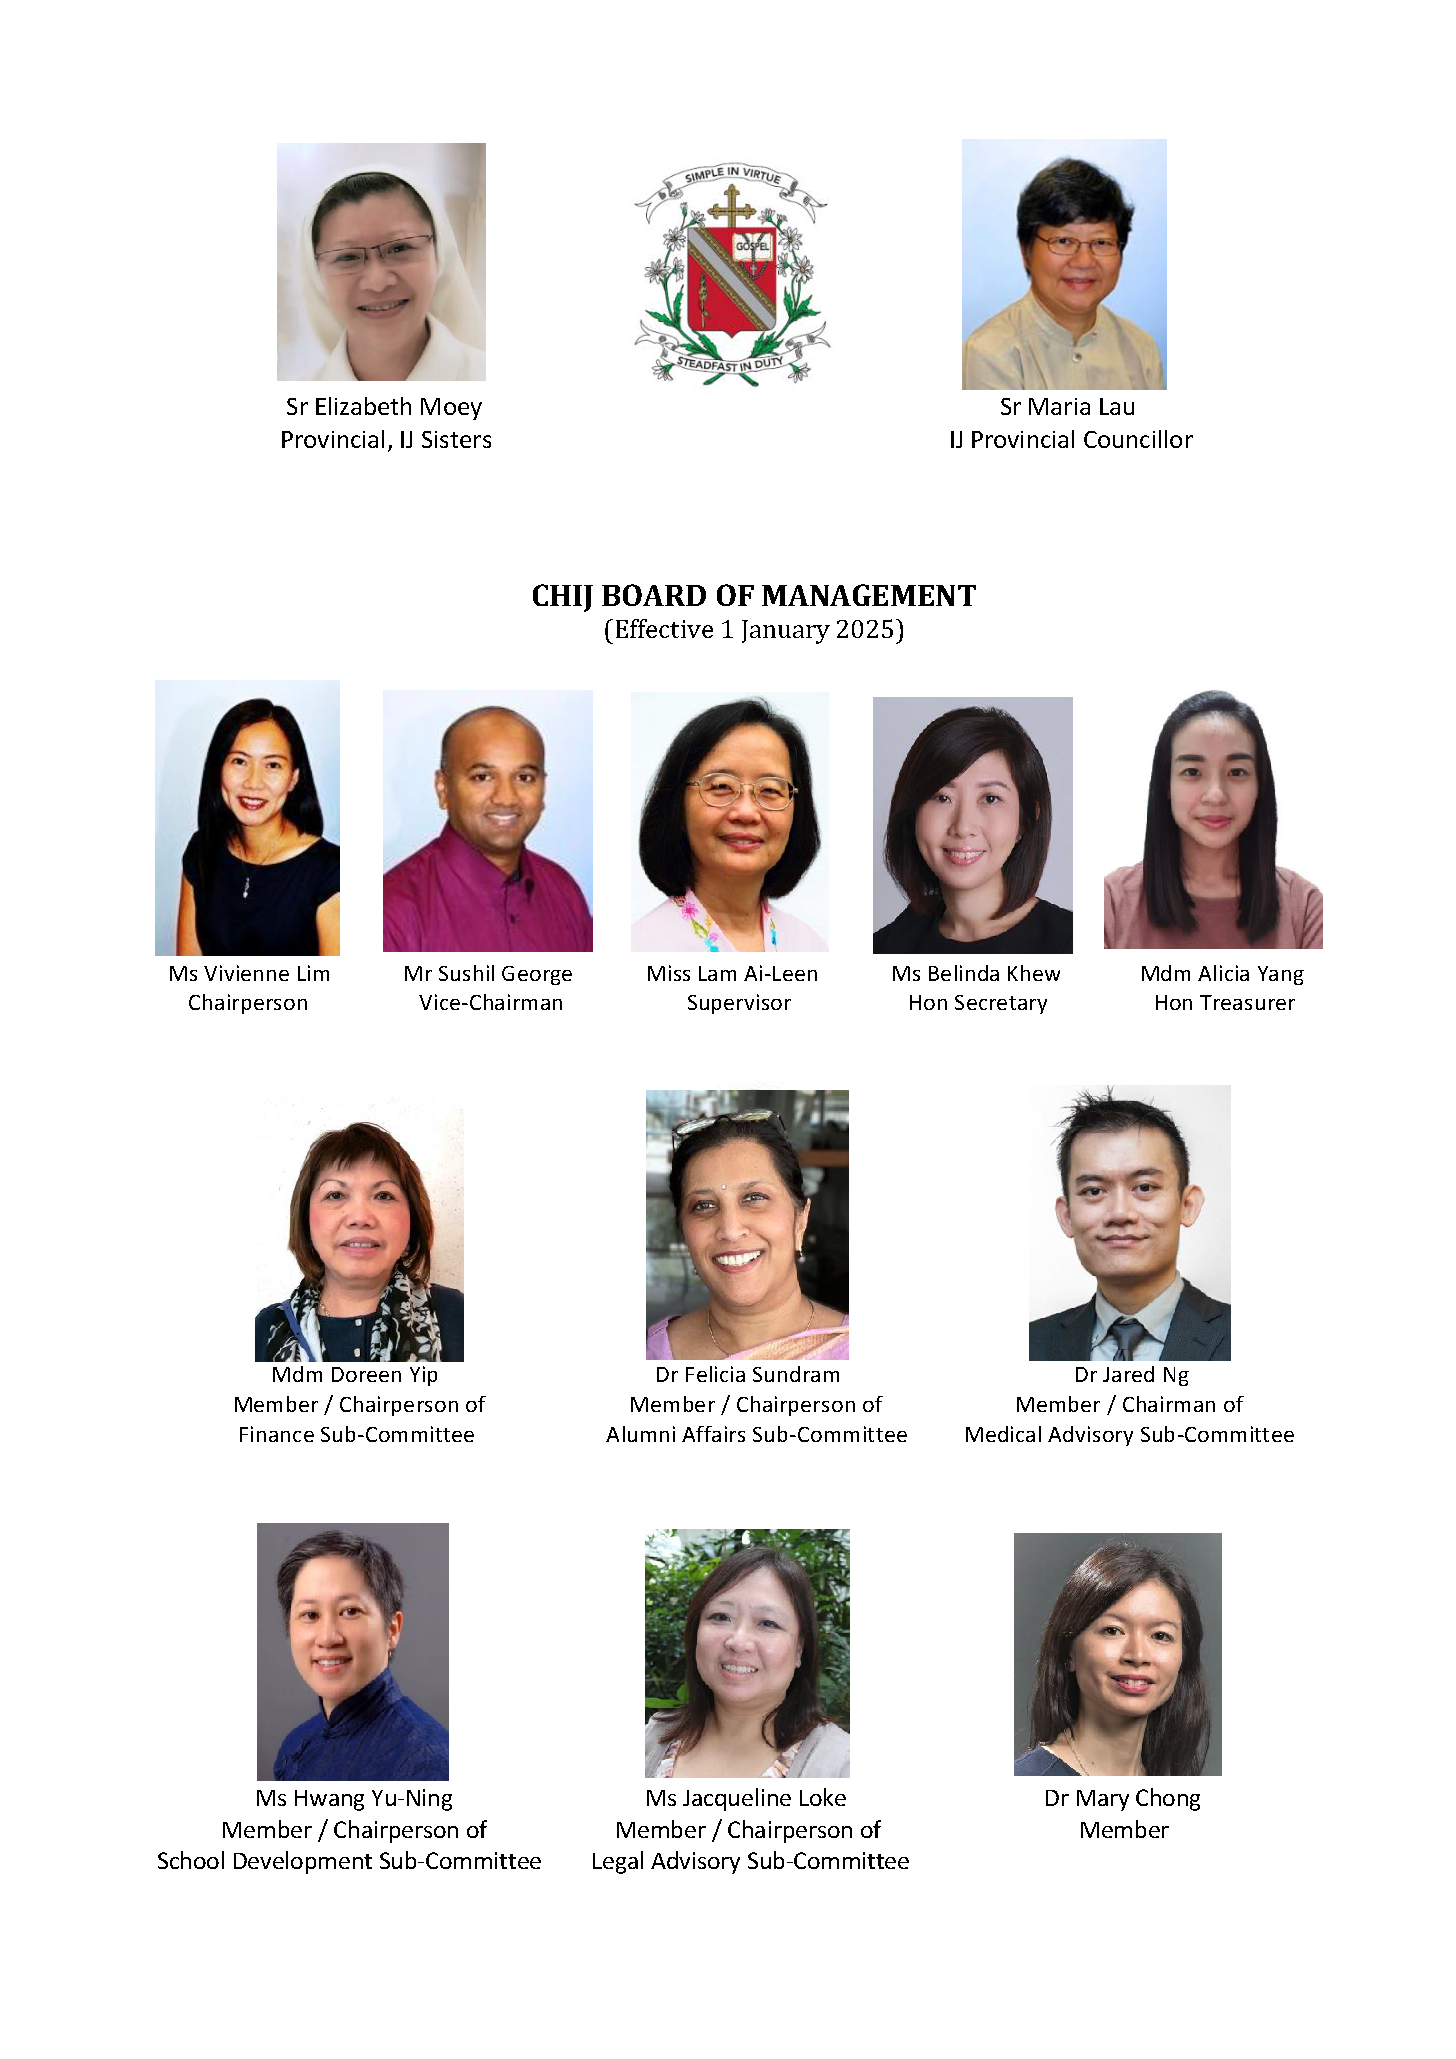 SIMPLE IN VIRTUE
GOSPEL
STEADFAST IN DUTY
Sr Elizabeth Moey
Provincial, IJ Sisters
Sr Maria Lau
IJ Provincial Councillor
CHIJ BOARD OF MANAGEMENT
(Effective 1 January 2025)
Ms Vivienne Lim
Chairperson
Mr Sushil George
Vice-Chairman
Miss Lam Ai-Leen
Supervisor
Ms Belinda Khew
Hon Secretary
Mdm Alicia Yang
Hon Treasurer
Mdm Doreen Yip
Member / Chairperson of
Finance Sub-Committee
Dr Felicia Sundram
Member / Chairperson of
Alumni Affairs Sub-Committee
Dr Jared Ng
Member / Chairman of
Medical Advisory Sub-Committee
Ms Hwang Yu-Ning
Member / Chairperson of
School Development Sub-Committee
Ms Jacqueline Loke
Member / Chairperson of
Legal Advisory Sub-Committee
Dr Mary Chong
Member